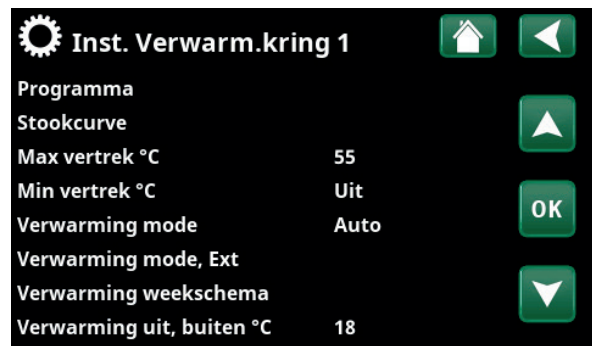 Inst. Verwarm.kring 1
Programma
Stookcurve
Max vertrek °C 55
Min vertrek °C Uit
Verwarming mode Auto
OK
Verwarming mode, Ext
Verwarming weekschema
Verwarming uit, buiten °C 18